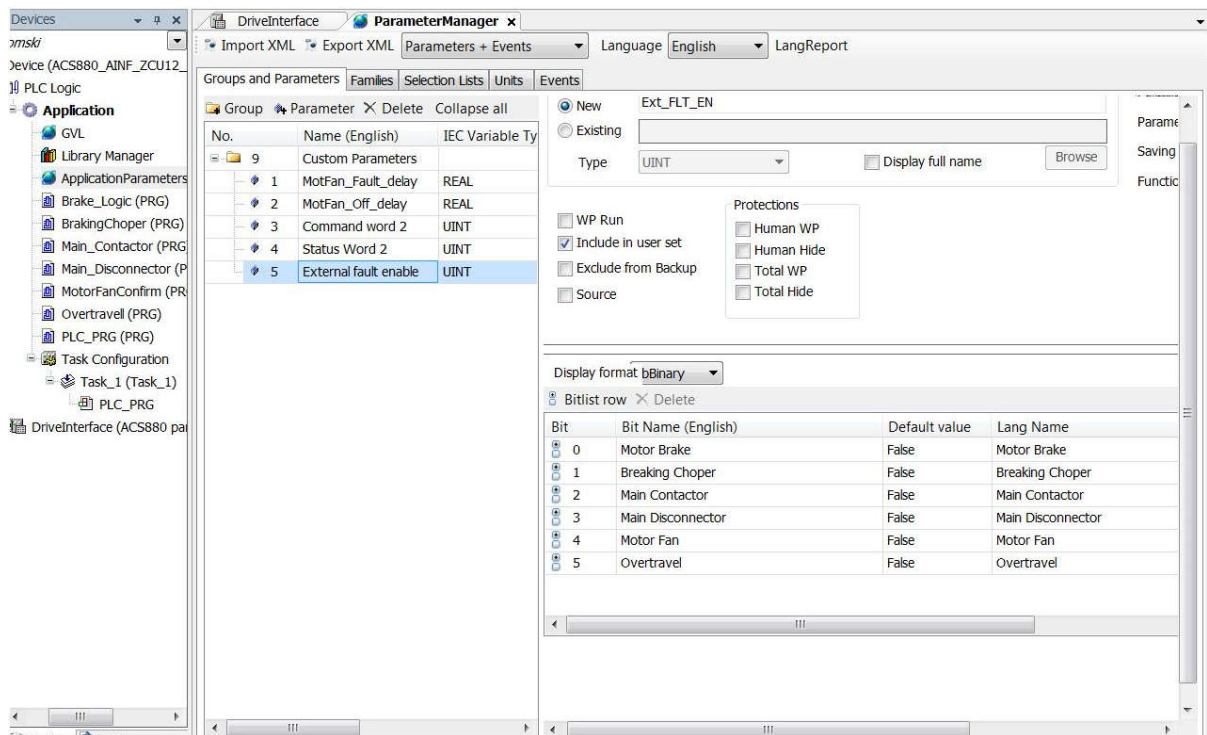 Devices
DriveInterface
ParameterManager x
omski
Import XML Export XML Parameters + Events Language English LangReport
Device (ACS880_AINF_ZCU12_
PLC Logic
Application
GVL
Library Manager
ApplicationParameters
Brake_Logic (PRG)
BrakingChoper (PRG)
Main_Contactor (PRG
Main_Disconnector (P
MotorFanConfirm (PR
Overtravell (PRG)
PLC_PRG (PRG)
Task Configuration
Task_1 (Task_1)
PLC_PRG
DriveInterface (ACS880 pa
Groups and Parameters Families Selection Lists Units Events
Group Parameter Delete Collapse all
No. Name (English) IEC Variable Ty
9 Custom Parameters
1 MotFan_Fault_delay REAL
2 MotFan_Off_delay REAL
3 Command word 2 UINT
4 Status Word 2 UINT
5 External fault enable UINT
New Ext_FLT_EN
Existing
Type UINT Display full name Browse
Parame
Saving
Functio
WP Run
Include in user set
Exclude from Backup
Source
Protections
Human WP
Human Hide
Total WP
Total Hide
Display format bBinary
Bitlist row Delete
Bit Bit Name (English) Default value Lang Name
0 Motor Brake False Motor Brake
1 Breaking Choper False Breaking Choper
2 Main Contactor False Main Contactor
3 Main Disconnector False Main Disconnector
4 Motor Fan False Motor Fan
5 Overtravel False Overtravel